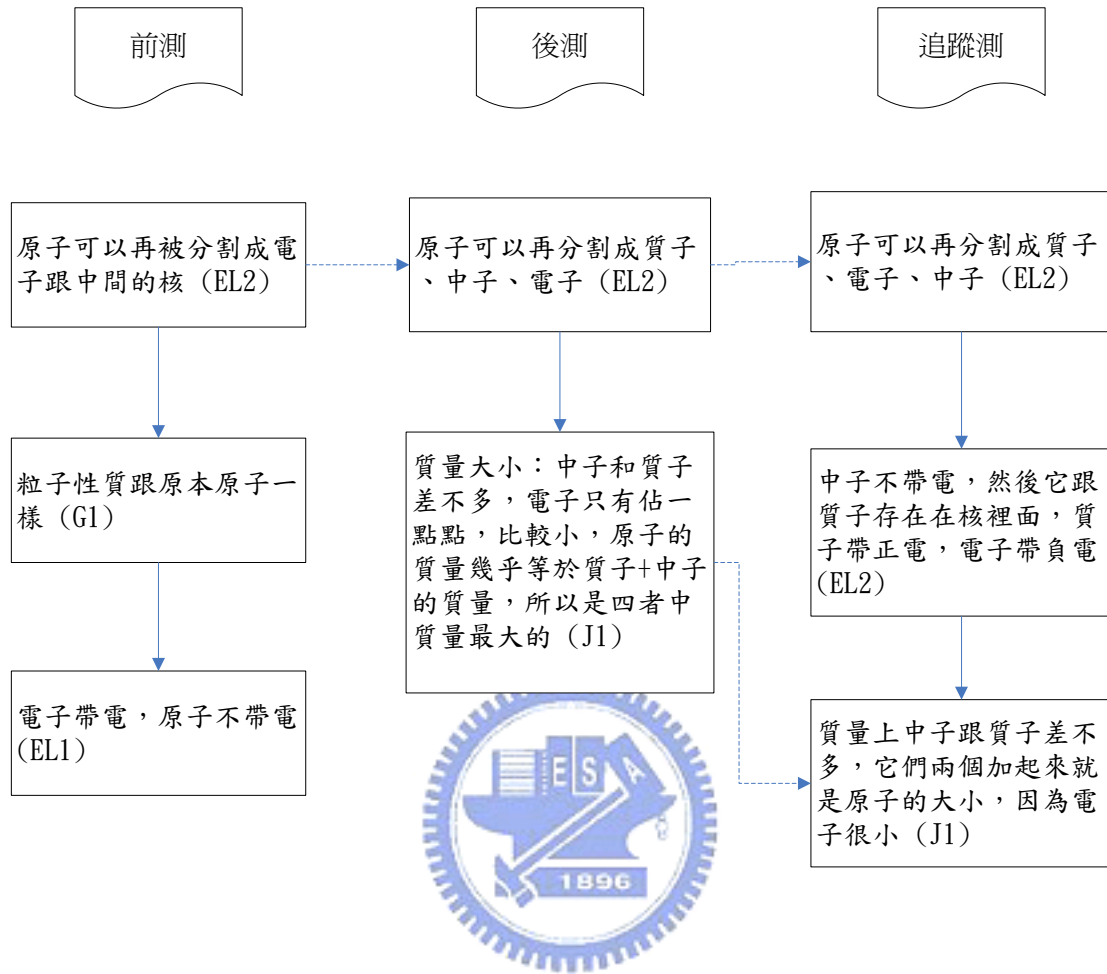 前測
後測
追蹤測
原子可以再被分割成電
子跟中間的核 (EL2)
原子可以再分割成質子
、中子、電子 (EL2)
原子可以再分割成質子
、電子、中子 (EL2)
粒子性質跟原本原子一
樣 (G1)
質量大小：中子和質子
差不多，電子只有佔一
點點，比較小，原子的
質量幾乎等於質子+中子
的質量，所以是四者中
質量最大的 (J1)
中子不帶電，然後它跟
質子存在在核裡面，質
子帶正電，電子帶負電
(EL2)
電子帶電，原子不帶電
(EL1)
質量上中子跟質子差不
多，它們兩個加起來就
是原子的大小，因為電
子很小 (J1)
ESA
1896